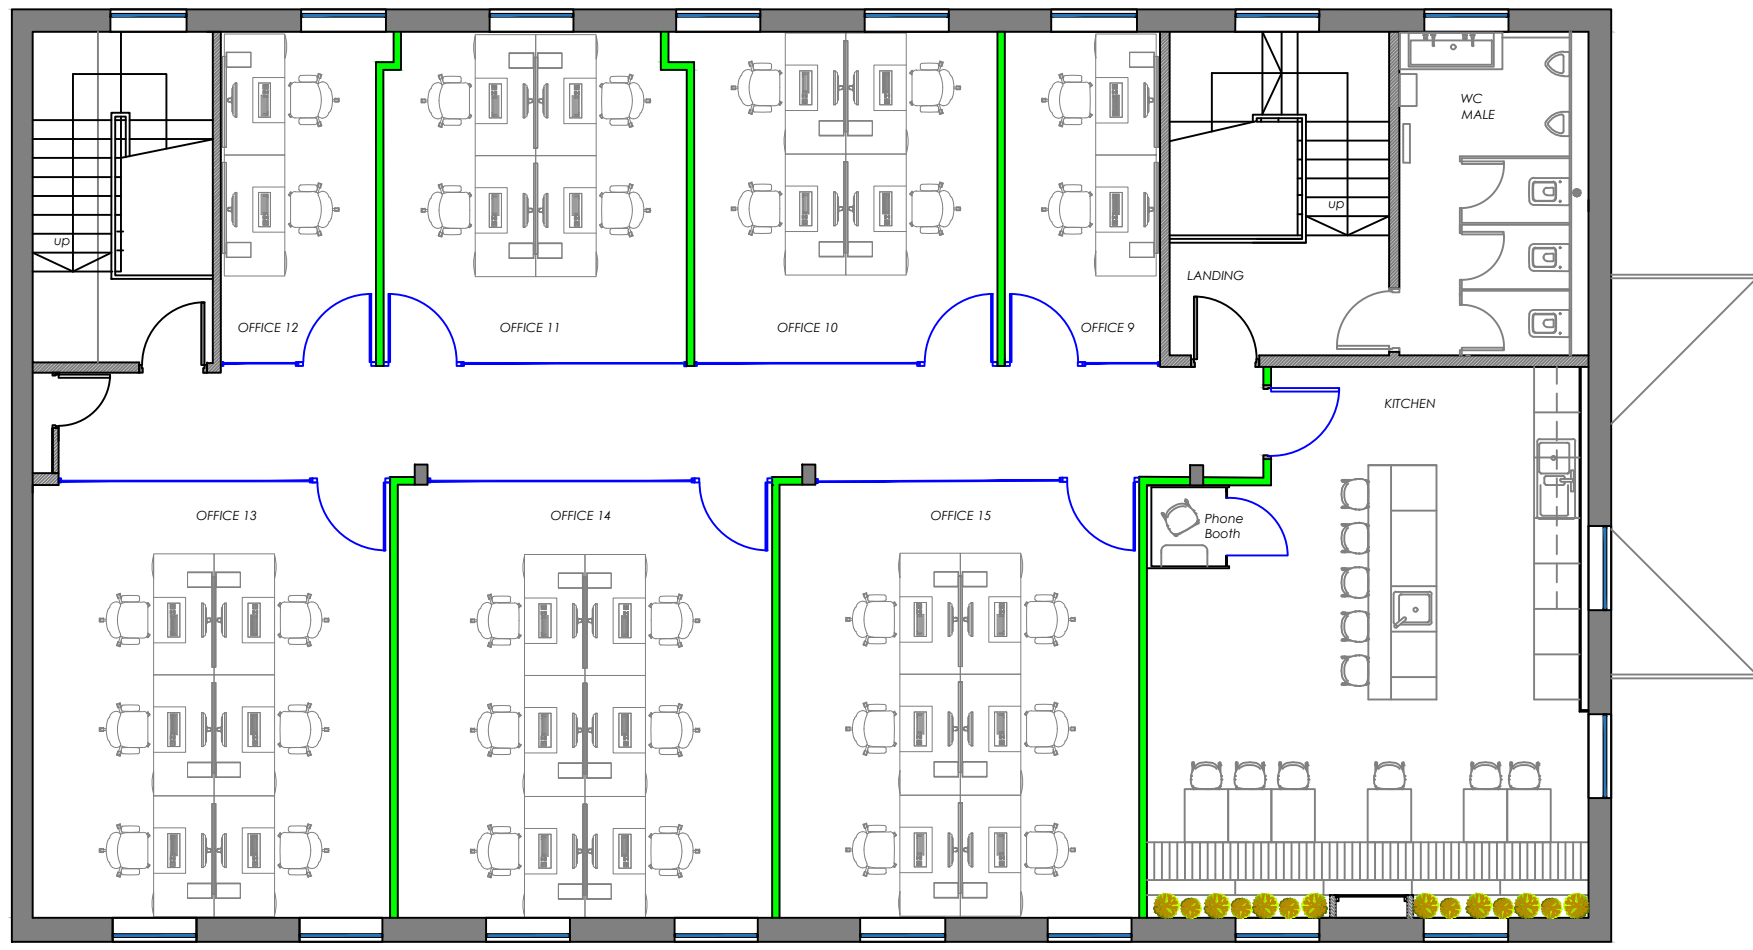 WC
MALE
up
up
LANDING
OFFICE 12
OFFICE 11
OFFICE 10
OFFICE 9
KITCHEN
OFFICE 13
OFFICE 14
OFFICE 15
Phone
Booth